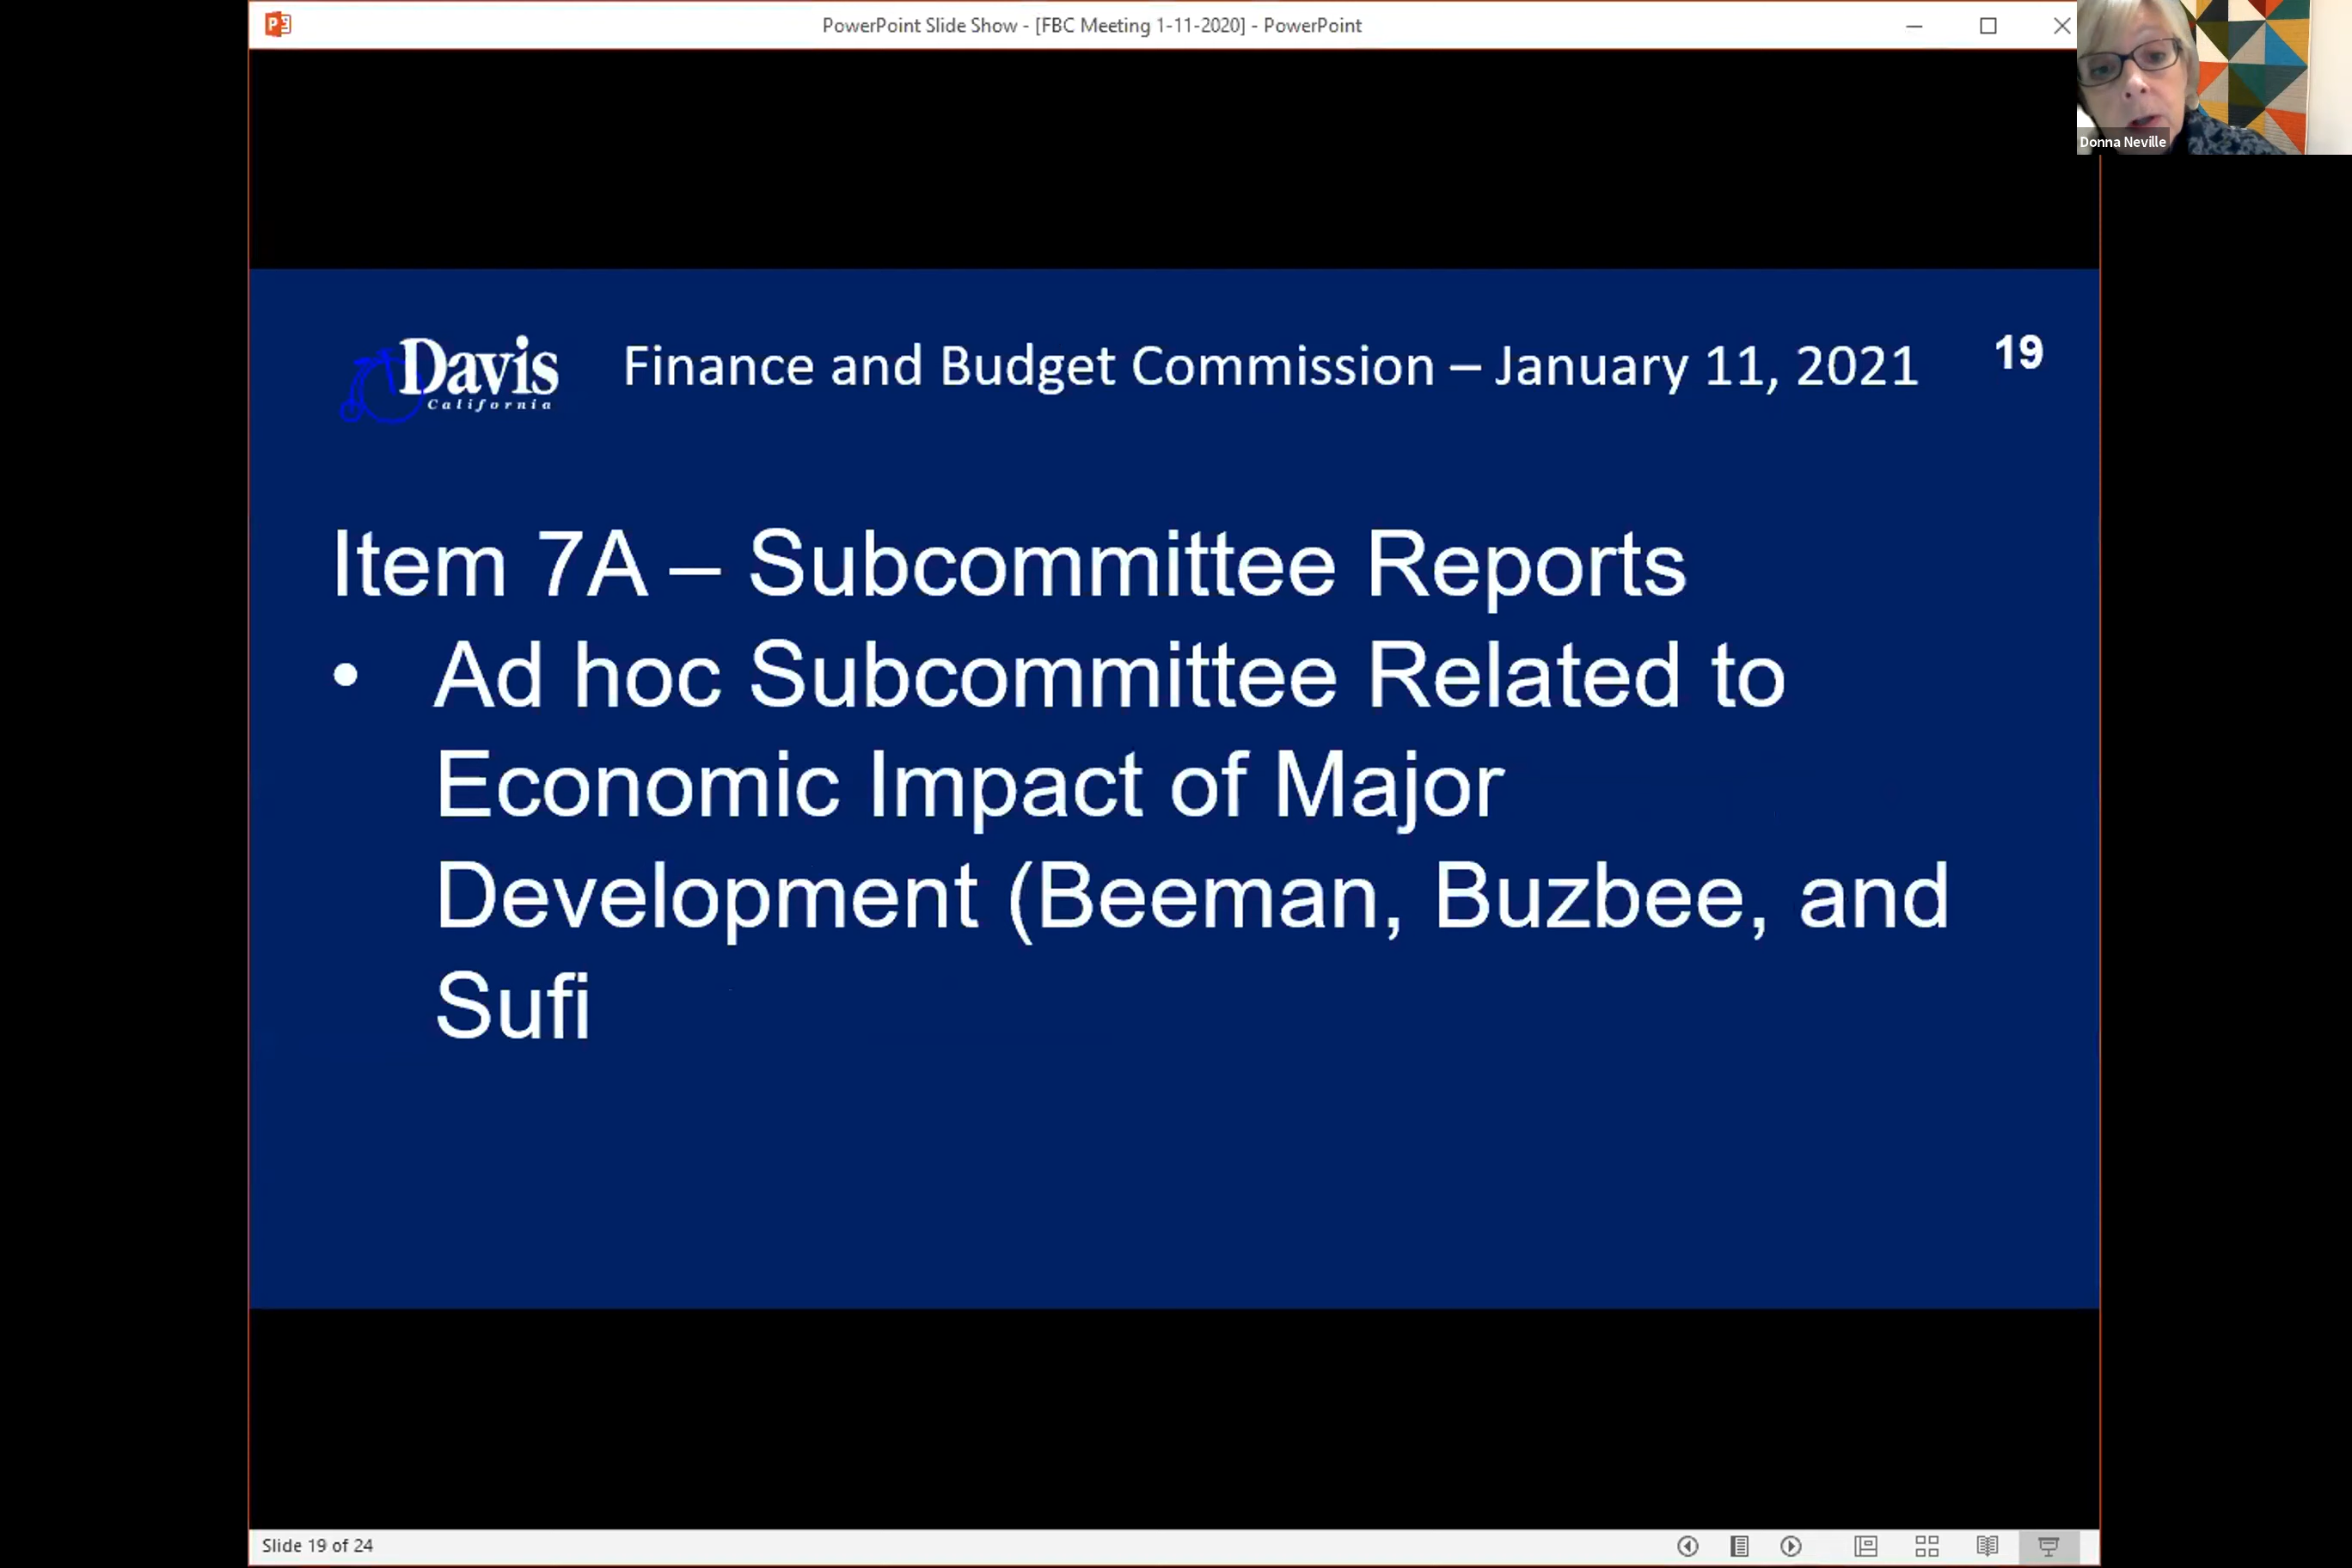 PowerPoint Slide Show - [FBC Meeting 1-11-2020] - PowerPoint
Donna Neville
Davis
California
Finance and Budget Commission – January 11, 2021
19
Item 7A – Subcommittee Reports
• Ad hoc Subcommittee Related to
Economic Impact of Major
Development (Beeman, Buzbee, and
Sufi
Slide 19 of 24